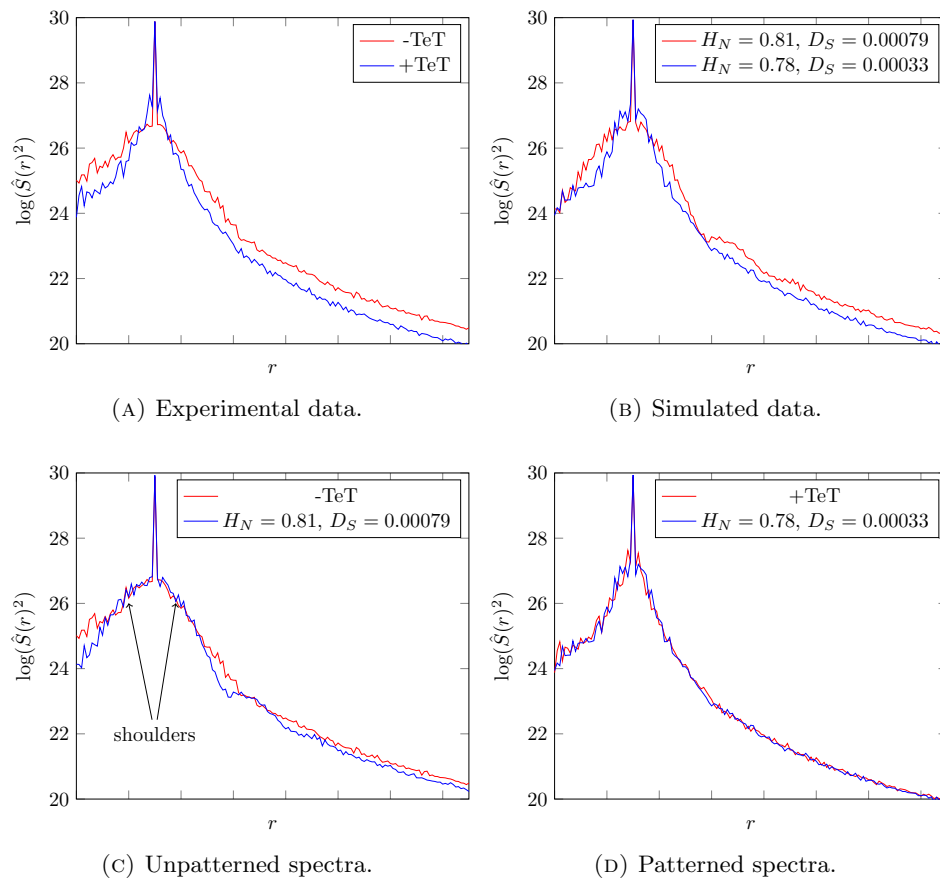 30
28
26
24
22
20
log(Ŝ(r)²)
r
-TeT
+TeT
(A) Experimental data.
30
28
26
24
22
20
log(Ŝ(r)²)
r
H_N = 0.81, D_S = 0.00079
H_N = 0.78, D_S = 0.00033
(B) Simulated data.
30
28
26
24
22
20
log(Ŝ(r)²)
r
-TeT
H_N = 0.81, D_S = 0.00079
shoulders
(C) Unpatterned spectra.
30
28
26
24
22
20
log(Ŝ(r)²)
r
+TeT
H_N = 0.78, D_S = 0.00033
(D) Patterned spectra.